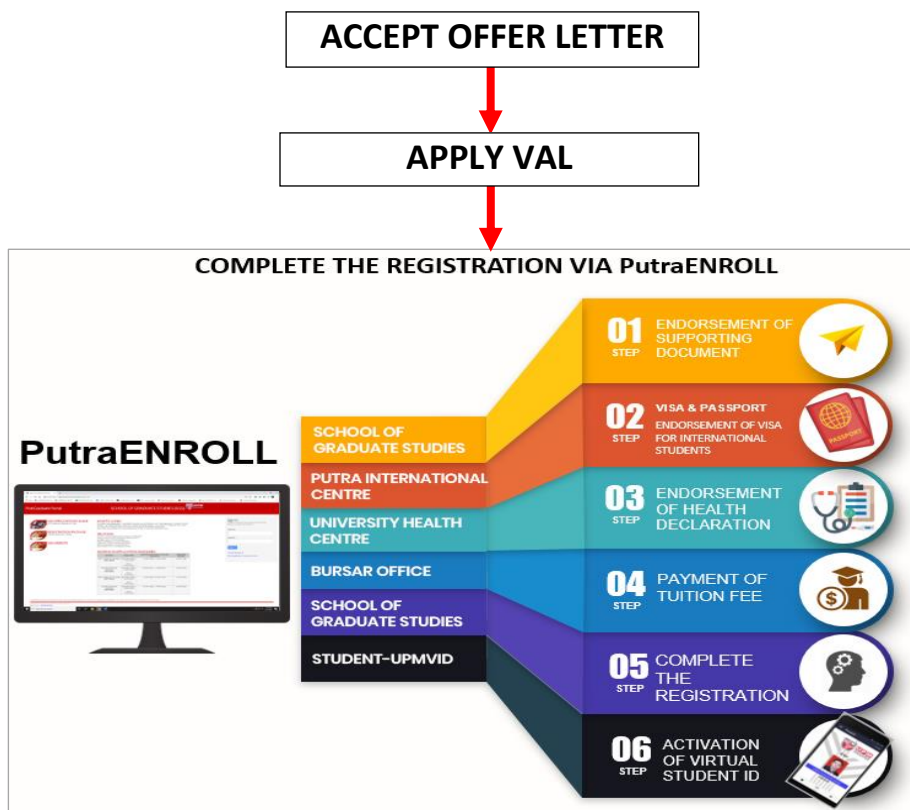 ACCEPT OFFER LETTER
APPLY VAL
COMPLETE THE REGISTRATION VIA PutraENROLL
PutraENROLL
SCHOOL OF
GRADUATE STUDIES
PUTRA INTERNATIONAL
CENTRE
UNIVERSITY HEALTH
CENTRE
BURSAR OFFICE
SCHOOL OF
GRADUATE STUDIES
STUDENT-UPMVID
01
STEP
ENDORSEMENT OF
SUPPORTING
DOCUMENT
02
STEP
VISA & PASSPORT
ENDORSEMENT OF VISA
FOR INTERNATIONAL
STUDENTS
PASSPORT
03
STEP
ENDORSEMENT
OF HEALTH
DECLARATION
04
STEP
PAYMENT OF
TUITION FEE
05
STEP
COMPLETE
THE
REGISTRATION
06
STEP
ACTIVATION
OF VIRTUAL
STUDENT ID